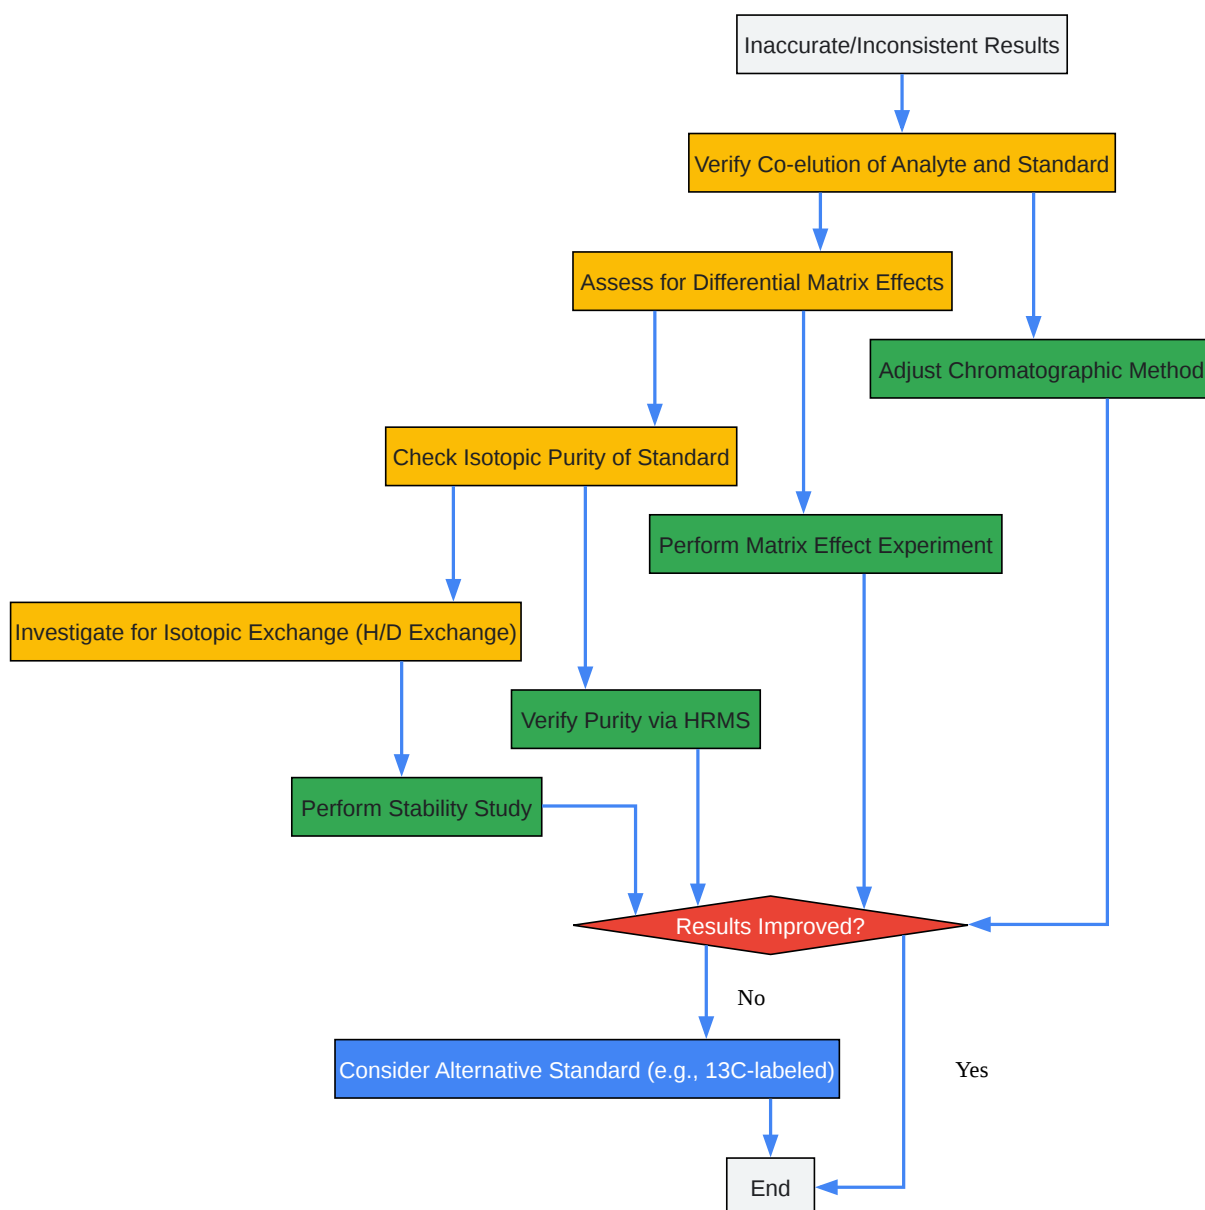 Inaccurate/Inconsistent Results
Verify Co-elution of Analyte and Standard
Assess for Differential Matrix Effects
Adjust Chromatographic Method
Check Isotopic Purity of Standard
Perform Matrix Effect Experiment
Investigate for Isotopic Exchange (H/D Exchange)
Verify Purity via HRMS
Perform Stability Study
Results Improved?
No
Consider Alternative Standard (e.g., 13C-labeled)
Yes
End